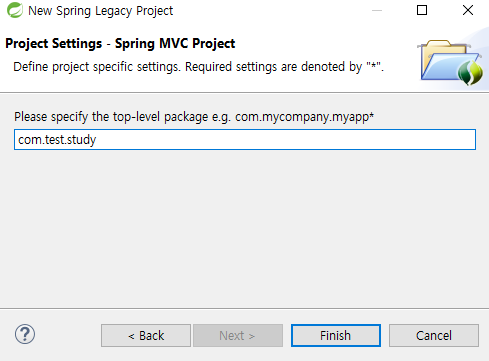 New Spring Legacy Project
Project Settings - Spring MVC Project
Define project specific settings. Required settings are denoted by "*".
Please specify the top-level package e.g. com.mycompany.myapp*
com.test.study
?
< Back
Next >
Finish
Cancel